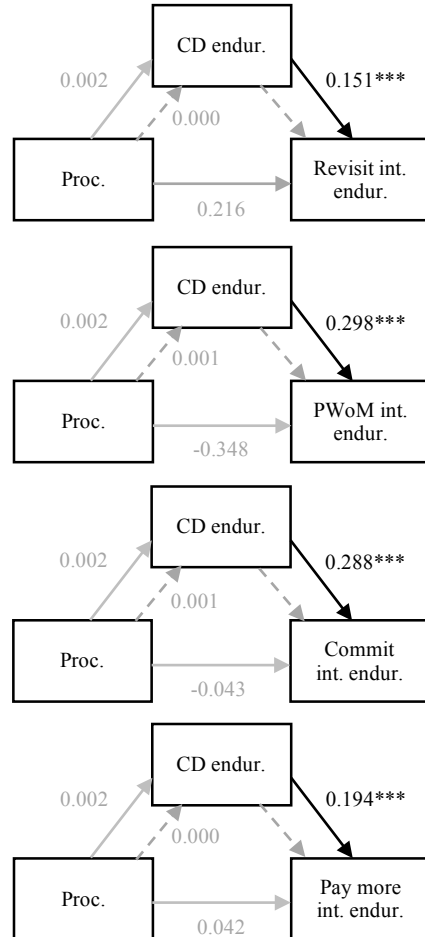 CD endur.
0.002
0.151***
0.000
Proc.
Revisit int.
endur.
0.216
CD endur.
0.002
0.298***
0.001
Proc.
PWoM int.
endur.
-0.348
CD endur.
0.002
0.288***
0.001
Proc.
Commit
int. endur.
-0.043
CD endur.
0.002
0.194***
0.000
Proc.
Pay more
int. endur.
0.042